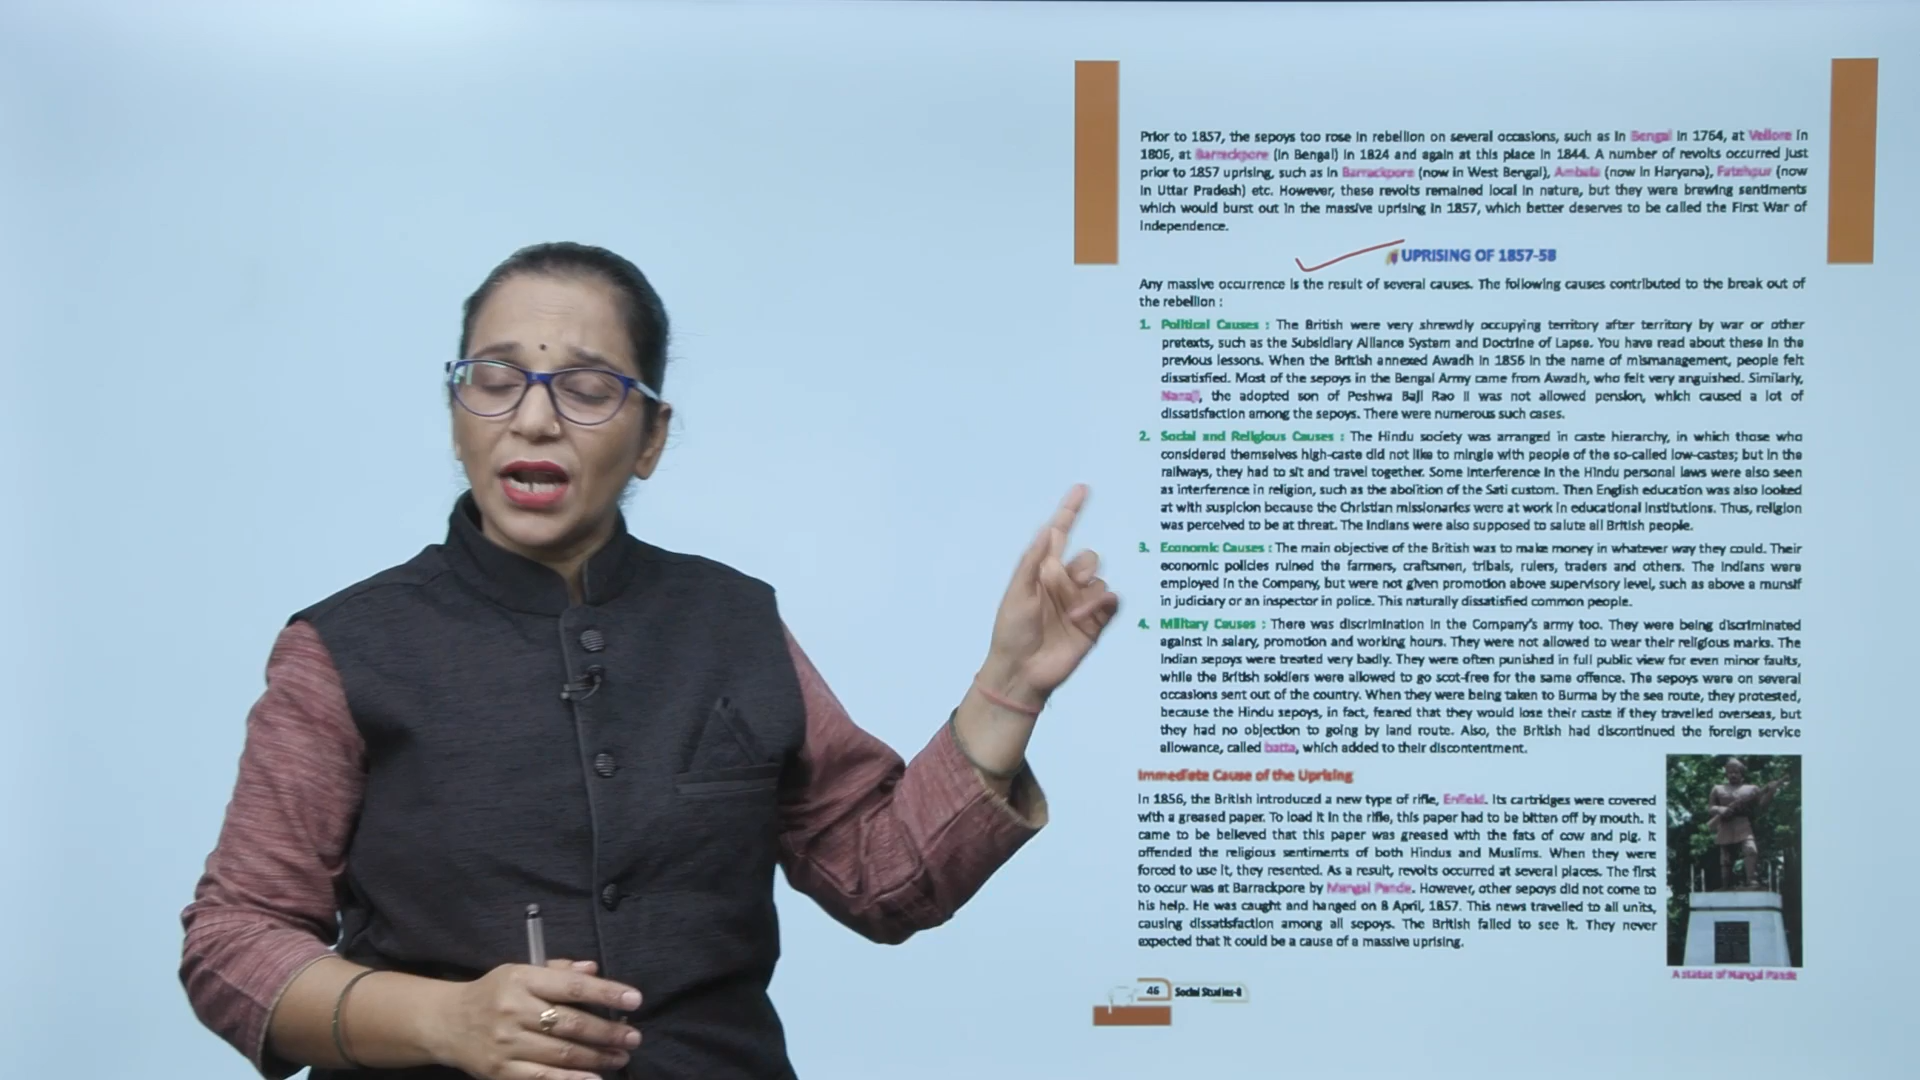 Prior to 1857, the sepoys too rose in rebellion on several occasions, such as in Bengal in 1764, at Vellore in
1806, at Barrackpore (in Bengal) in 1824 and again at this place in 1844. A number of revolts occurred just
prior to 1857 uprising, such as in Barrackpore (now in West Bengal), Ambala (now in Haryana), Fatehpur (now
in Uttar Pradesh) etc. However, these revolts remained local in nature, but they were brewing sentiments
which would burst out in the massive uprising in 1857, which better deserves to be called the First War of
Independence.
UPRISING OF 1857-58
Any massive occurrence is the result of several causes. The following causes contributed to the break out of
the rebellion :
1. Political Causes : The British were very shrewdly occupying territory after territory by war or other
pretexts, such as the Subsidiary Alliance System and Doctrine of Lapse. You have read about these in the
previous lessons. When the British annexed Awadh in 1856 in the name of mismanagement, people felt
dissatisfied. Most of the sepoys in the Bengal Army came from Awadh, who felt very anguished. Similarly,
Nanaji, the adopted son of Peshwa Baji Rao II was not allowed pension, which caused a lot of
dissatisfaction among the sepoys. There were numerous such cases.
2. Social and Religious Causes : The Hindu society was arranged in caste hierarchy, in which those who
considered themselves high-caste did not like to mingle with people of the so-called low-castes; but in the
railways, they had to sit and travel together. Some interference in the Hindu personal laws were also seen
as interference in religion, such as the abolition of the Sati custom. Then English education was also looked
at with suspicion because the Christian missionaries were at work in educational institutions. Thus, religion
was perceived to be at threat. The Indians were also supposed to salute all British people.
3. Economic Causes : The main objective of the British was to make money in whatever way they could. Their
economic policies ruined the farmers, craftsmen, tribals, rulers, traders and others. The Indians were
employed in the Company, but were not given promotion above supervisory level, such as above a munsif
in judiciary or an inspector in police. This naturally dissatisfied common people.
4. Military Causes : There was discrimination in the Company's army too. They were being discriminated
against in salary, promotion and working hours. They were not allowed to wear their religious marks. The
Indian sepoys were treated very badly. They were often punished in full public view for even minor faults,
while the British soldiers were allowed to go scot-free for the same offence. The sepoys were on several
occasions sent out of the country. When they were being taken to Burma by the sea route, they protested,
because the Hindu sepoys, in fact, feared that they would lose their caste if they travelled overseas, but
they had no objection to going by land route. Also, the British had discontinued the foreign service
allowance, called batta, which added to their discontentment.
Immediate Cause of the Uprising
In 1856, the British introduced a new type of rifle, Enfield. Its cartridges were covered
with a greased paper. To load it in the rifle, this paper had to be bitten off by mouth. It
came to be believed that this paper was greased with the fats of cow and pig. It
offended the religious sentiments of both Hindus and Muslims. When they were
forced to use it, they resented. As a result, revolts occurred at several places. The first
to occur was at Barrackpore by Mangal Pande. However, other sepoys did not come to
his help. He was caught and hanged on 8 April, 1857. This news travelled to all units,
causing dissatisfaction among all sepoys. The British failed to see it. They never
expected that it could be a cause of a massive uprising.
A statue of Mangal Pande
46 Social Studies-8